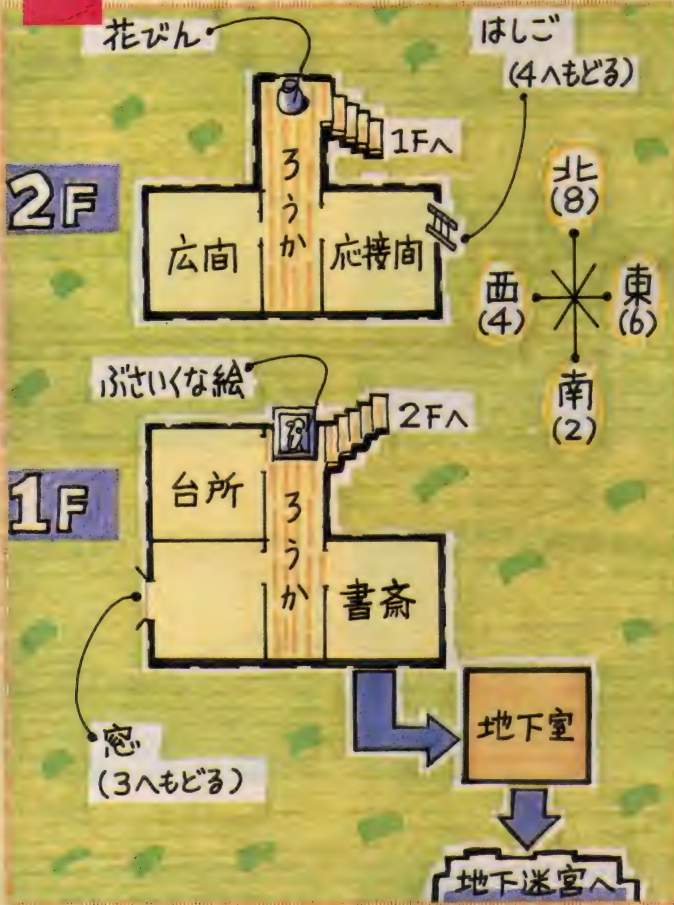 花びん
はしご
(4へもどる)
1Fへ
2F
ろうか
広間
応接間
北
(8)
西
(4)
東
(6)
南
(2)
ぶさいくな絵
2Fへ
1F
台所
ろうか
書斎
窓
(3へもどる)
地下室
地下迷宮へ